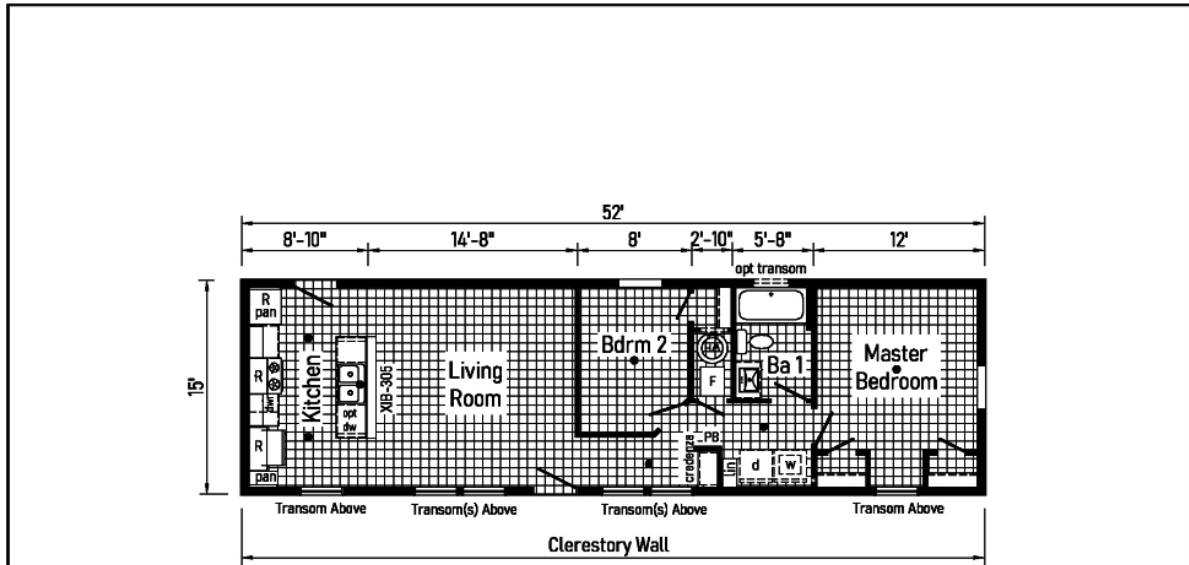 52'
8'-10" 14'-8" 8' 2'-10" 5'-8" 12'
opt transom
15'
R
pan
R
dwr
R
pan
Kitchen
opt
dw
XIB-305
Living
Room
Bdrm 2
F
Ba 1
Master
Bedroom
credenza
PB
lin
d
w
Transom Above
Transom(s) Above
Transom(s) Above
Transom Above
Clerestory Wall